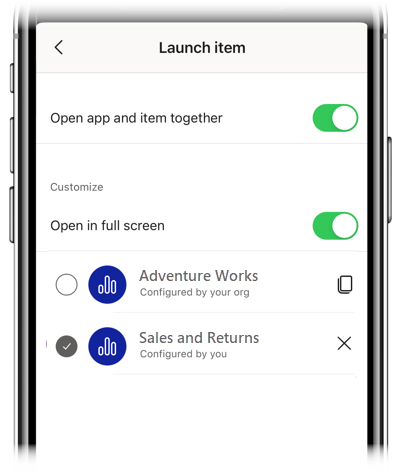 Launch item
Open app and item together
Customize
Open in full screen
Adventure Works
Configured by your org
Sales and Returns
Configured by you